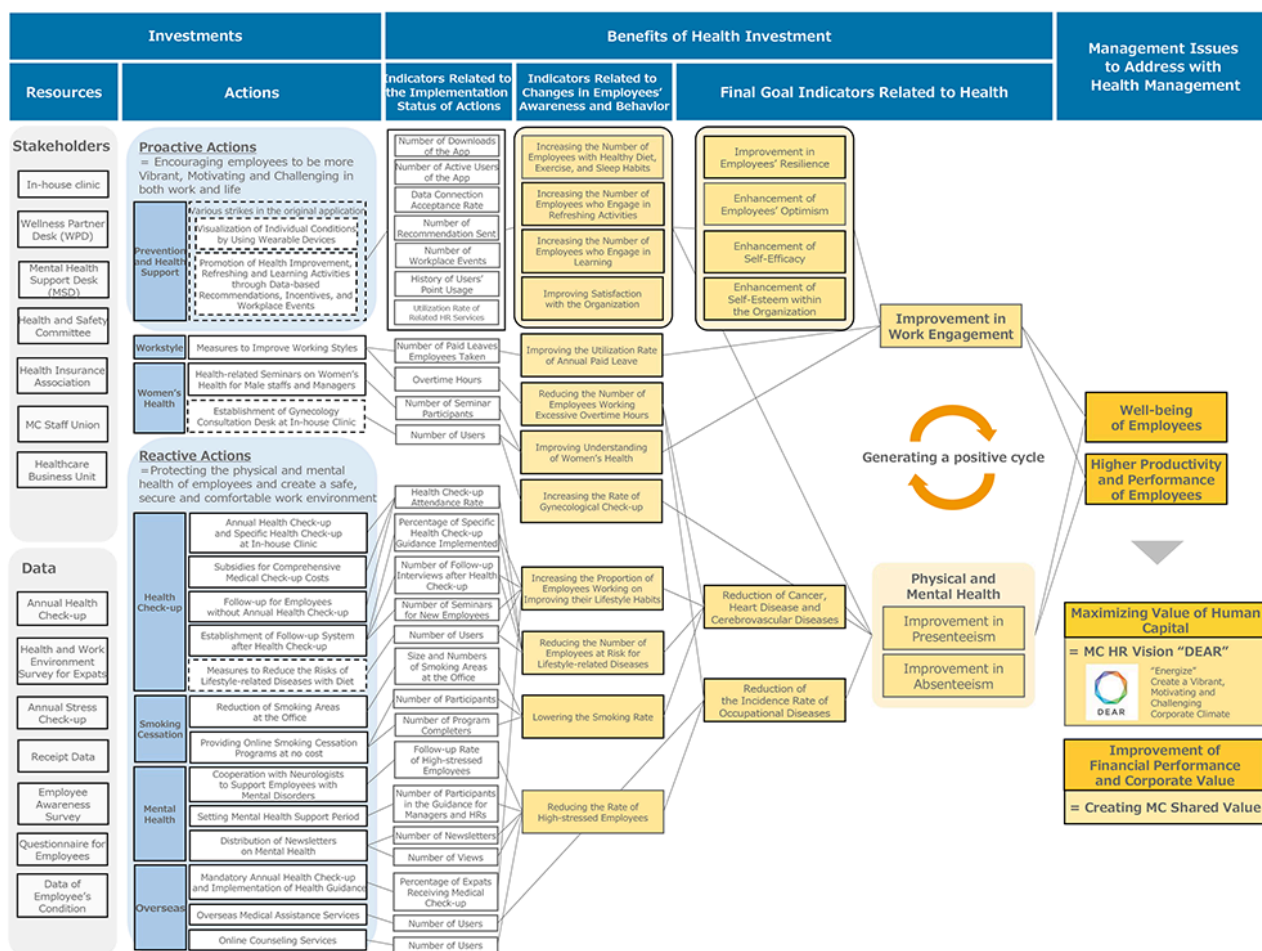 Investments
Benefits of Health Investment
Management Issues
to Address with
Health Management
Resources
Actions
Indicators Related to
the Implementation
Status of Actions
Indicators Related to
Changes in Employees'
Awareness and Behavior
Final Goal Indicators Related to Health
Stakeholders
In-house clinic
Wellness Partner
Desk (WPD)
Mental Health
Support Desk
(MSD)
Health and Safety
Committee
Health Insurance
Association
MC Staff Union
Healthcare
Business Unit
Data
Annual Health
Check-up
Health and Work
Environment
Survey for Expats
Annual Stress
Check-up
Receipt Data
Employee
Awareness
Survey
Questionnaire for
Employees
Data of
Employee's
Condition
Proactive Actions
= Encouraging employees to be more
Vibrant, Motivating and Challenging in
both work and life
Prevention
and Health
Support
Various strikes in the original application
Visualization of Individual Conditions
by Using Wearable Devices
Promotion of Health Improvement,
Refreshing and Learning Activities
through Data-based
Recommendations, Incentives, and
Workplace Events
Workstyle
Measures to Improve Working Styles
Women's
Health
Health-related Seminars on Women's
Health for Male staffs and Managers
Establishment of Gynecology
Consultation Desk at In-house Clinic
Reactive Actions
=Protecting the physical and mental
health of employees and create a safe,
secure and comfortable work environment
Health
Check-up
Annual Health Check-up
and Specific Health Check-up
at In-house Clinic
Subsidies for Comprehensive
Medical Check-up Costs
Follow-up for Employees
without Annual Health Check-up
Establishment of Follow-up System
after Health Check-up
Measures to Reduce the Risks of
Lifestyle-related Diseases with Diet
Smoking
Cessation
Reduction of Smoking Areas
at the Office
Providing Online Smoking Cessation
Programs at no cost
Mental
Health
Cooperation with Neurologists
to Support Employees with
Mental Disorders
Setting Mental Health Support Period
Distribution of Newsletters
on Mental Health
Overseas
Mandatory Annual Health Check-up
and Implementation of Health Guidance
Overseas Medical Assistance Services
Online Counseling Services
Number of Downloads
of the App
Number of Active Users
of the App
Data Connection
Acceptance Rate
Number of
Recommendation Sent
Number of
Workplace Events
History of Users'
Point Usage
Utilization Rate of
Related HR Services
Number of Paid Leaves
Employees Taken
Overtime Hours
Number of Seminar
Participants
Number of Users
Health Check-up
Attendance Rate
Percentage of Specific
Health Check-up
Guidance Implemented
Number of Follow-up
Interviews after Health
Check-up
Number of Seminars
for New Employees
Number of Users
Size and Numbers
of Smoking Areas
at the Office
Number of Participants
Number of Program
Completers
Follow-up Rate
of High-stressed
Employees
Number of Participants
in the Guidance for
Managers and HRs
Number of Newsletters
Number of Views
Percentage of Expats
Receiving Medical
Check-up
Number of Users
Number of Users
Increasing the Number of
Employees with Healthy Diet,
Exercise, and Sleep Habits
Increasing the Number of
Employees who Engage in
Refreshing Activities
Increasing the Number of
Employees who Engage in
Learning
Improving Satisfaction
with the Organization
Improving the Utilization Rate
of Annual Paid Leave
Reducing the Number of
Employees Working
Excessive Overtime Hours
Improving Understanding
of Women's Health
Increasing the Rate of
Gynecological Check-up
Increasing the Proportion of
Employees Working on
Improving their Lifestyle Habits
Reducing the Number of
Employees at Risk for
Lifestyle-related Diseases
Lowering the Smoking Rate
Reducing the Rate of
High-stressed Employees
Improvement in
Employees' Resilience
Enhancement of
Employees' Optimism
Enhancement of
Self-Efficacy
Enhancement of
Self-Esteem within
the Organization
Reduction of Cancer,
Heart Disease and
Cerebrovascular Diseases
Reduction of
the Incidence Rate of
Occupational Diseases
Improvement in
Work Engagement
Generating a positive cycle
Physical and
Mental Health
Improvement in
Presenteeism
Improvement in
Absenteeism
Well-being
of Employees
Higher Productivity
and Performance
of Employees
Maximizing Value of Human
Capital
= MC HR Vision "DEAR"
DEAR
"Energize"
Create a Vibrant,
Motivating and
Challenging
Corporate Climate
Improvement of
Financial Performance
and Corporate Value
= Creating MC Shared Value